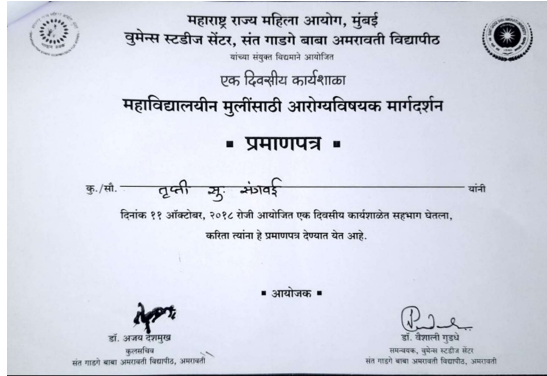 महाराष्ट्र राज्य महिला आयोग, मुंबई
वुमेन्स स्टडीज सेंटर, संत गाडगे बाबा अमरावती विद्यापीठ
यांच्या संयुक्त विद्यमाने आयोजित
एक दिवसीय कार्यशाळा
महाविद्यालयीन मुलींसाठी आरोग्यविषयक मार्गदर्शन
▪ प्रमाणपत्र ▪
कु./सौ. तृप्ती सु. संगवई यांनी
दिनांक ११ ऑक्टोबर, २०१८ रोजी आयोजित एक दिवसीय कार्यशाळेत सहभाग घेतला,
करिता त्यांना हे प्रमाणपत्र देण्यात येत आहे.
▪ आयोजक ▪
डॉ. अजय देशमुख
कुलसचिव
संत गाडगे बाबा अमरावती विद्यापीठ, अमरावती
डॉ. वैशाली गुडधे
समन्वयक, वुमेन्स स्टडीज सेंटर
संत गाडगे बाबा अमरावती विद्यापीठ, अमरावती